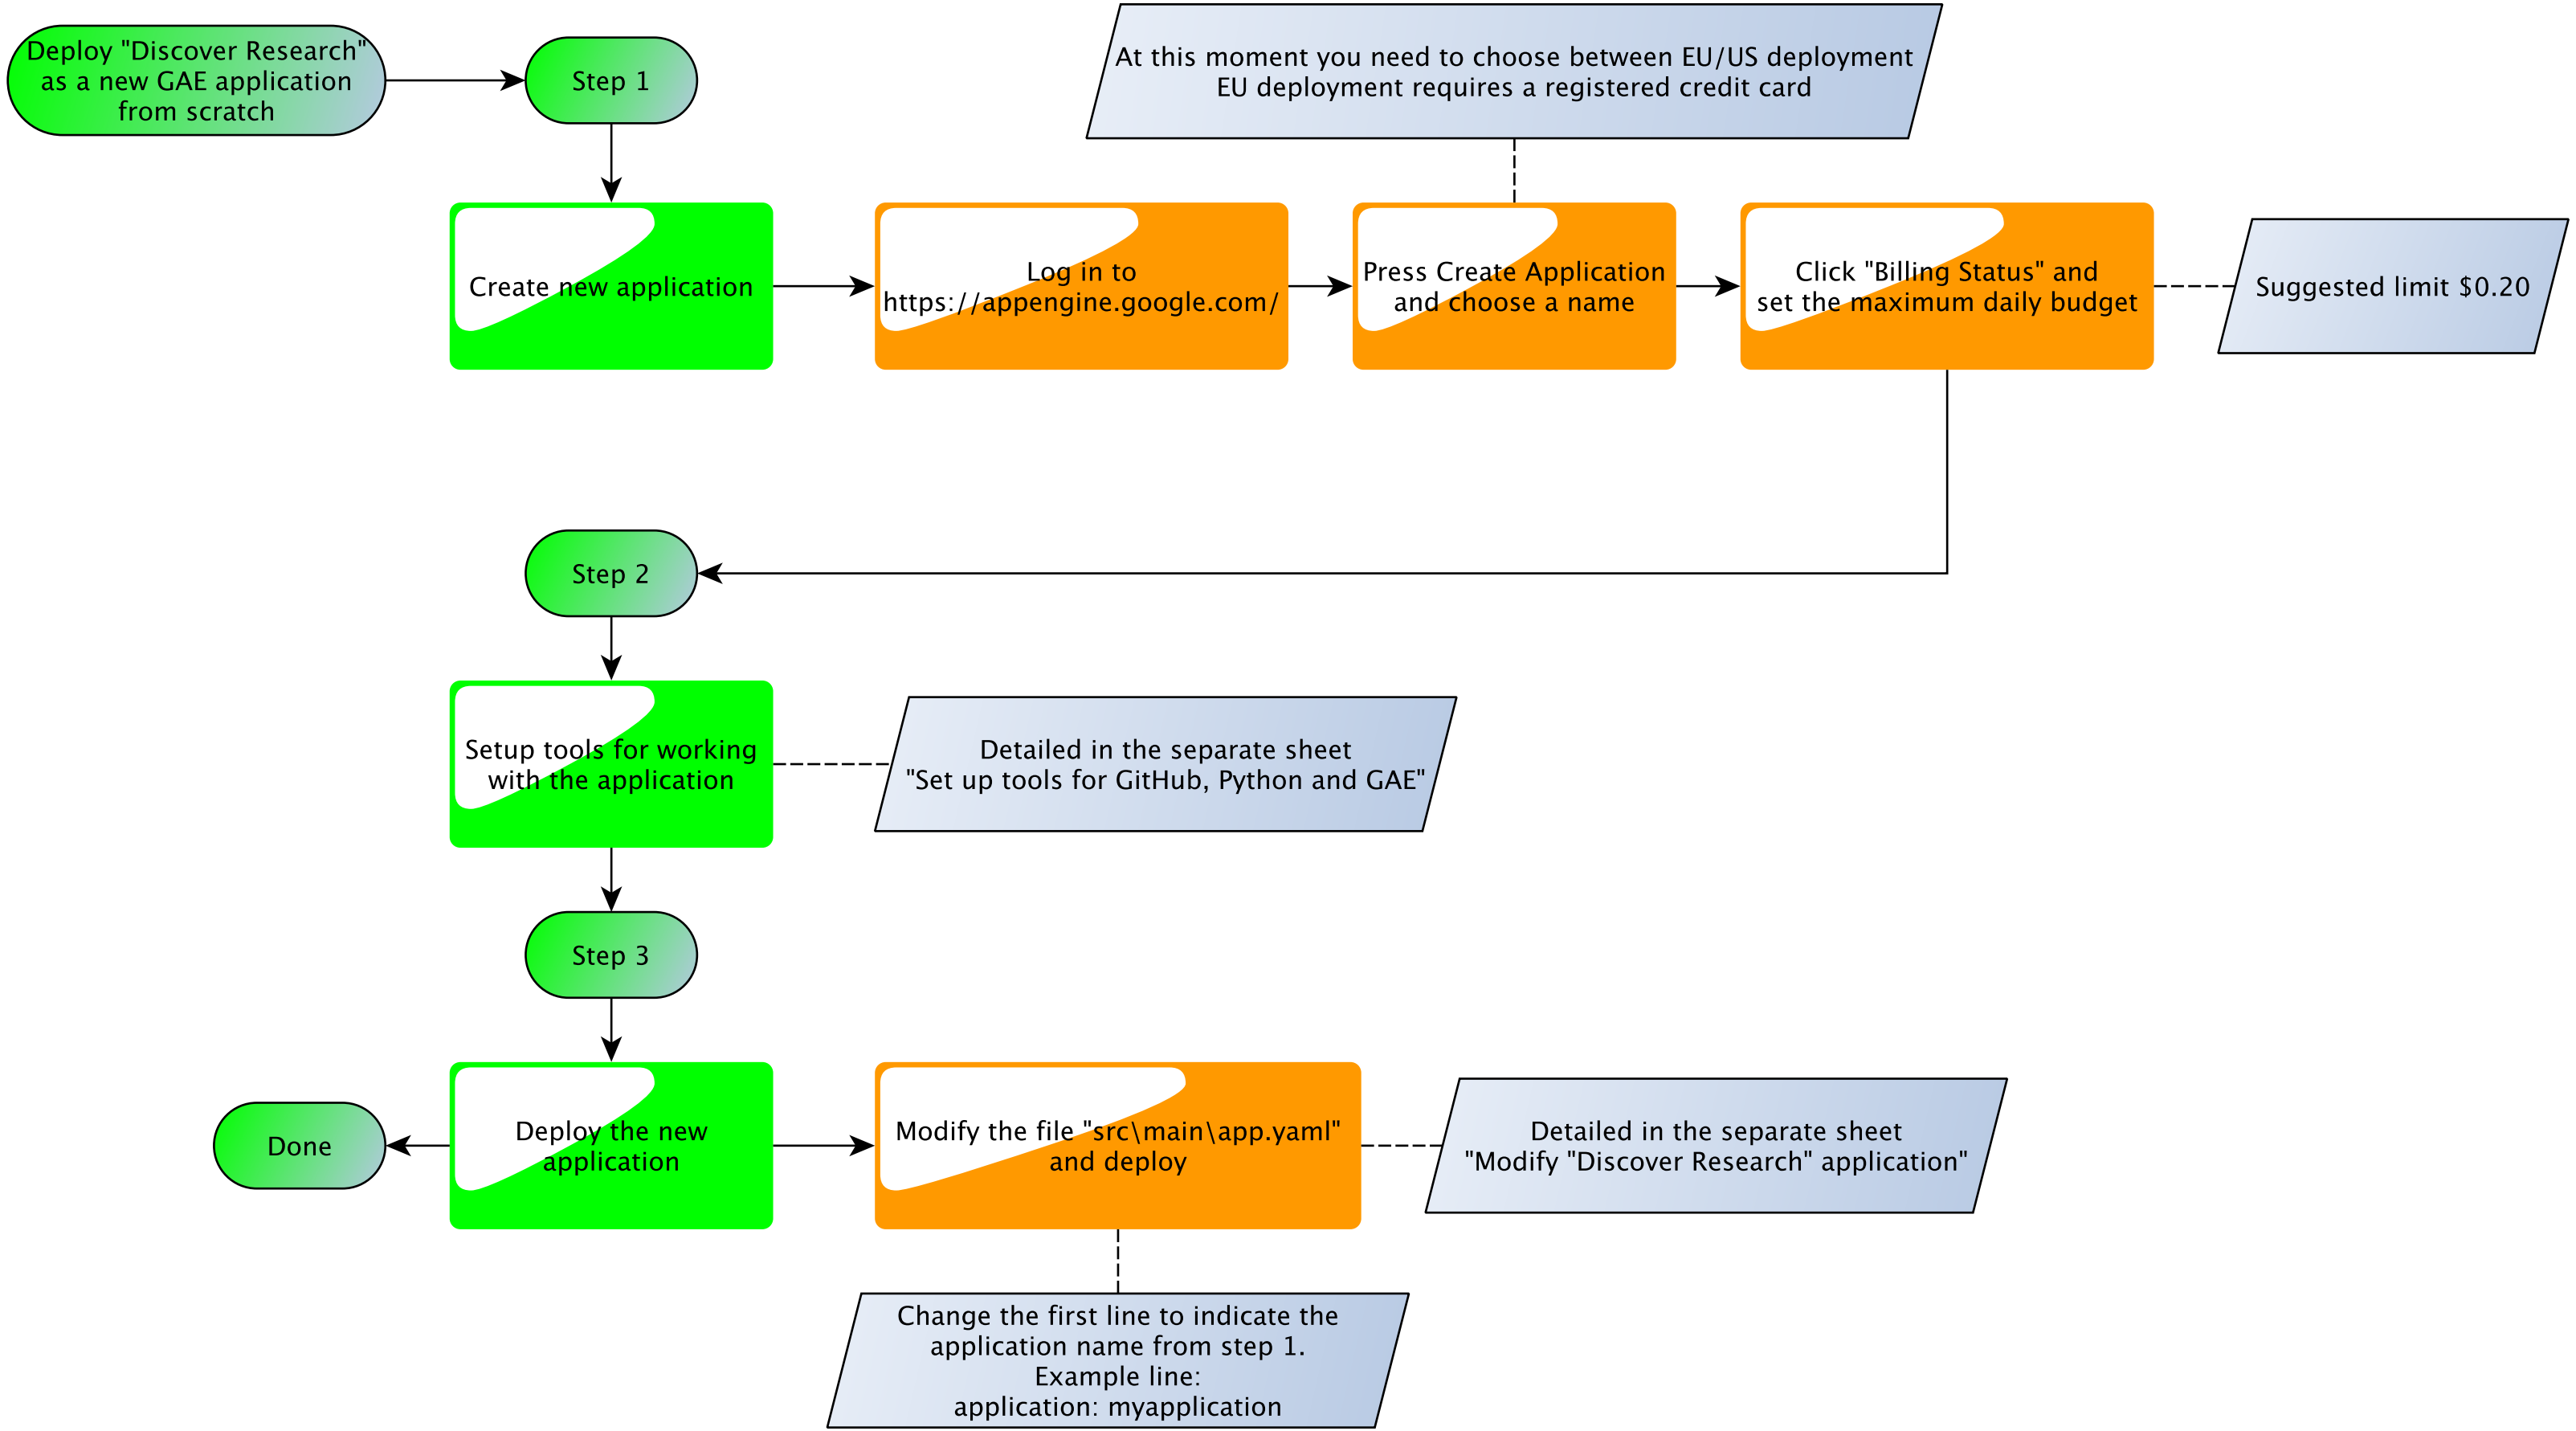 Deploy "Discover Research"
as a new GAE application
from scratch
Step 1
At this moment you need to choose between EU/US deployment
EU deployment requires a registered credit card
Create new application
Log in to
https://appengine.google.com/
Press Create Application
and choose a name
Click "Billing Status" and
set the maximum daily budget
Suggested limit $0.20
Step 2
Setup tools for working
with the application
Detailed in the separate sheet
"Set up tools for GitHub, Python and GAE"
Step 3
Done
Deploy the new
application
Modify the file "src\main\app.yaml"
and deploy
Detailed in the separate sheet
"Modify "Discover Research" application"
Change the first line to indicate the
application name from step 1.
Example line:
application: myapplication